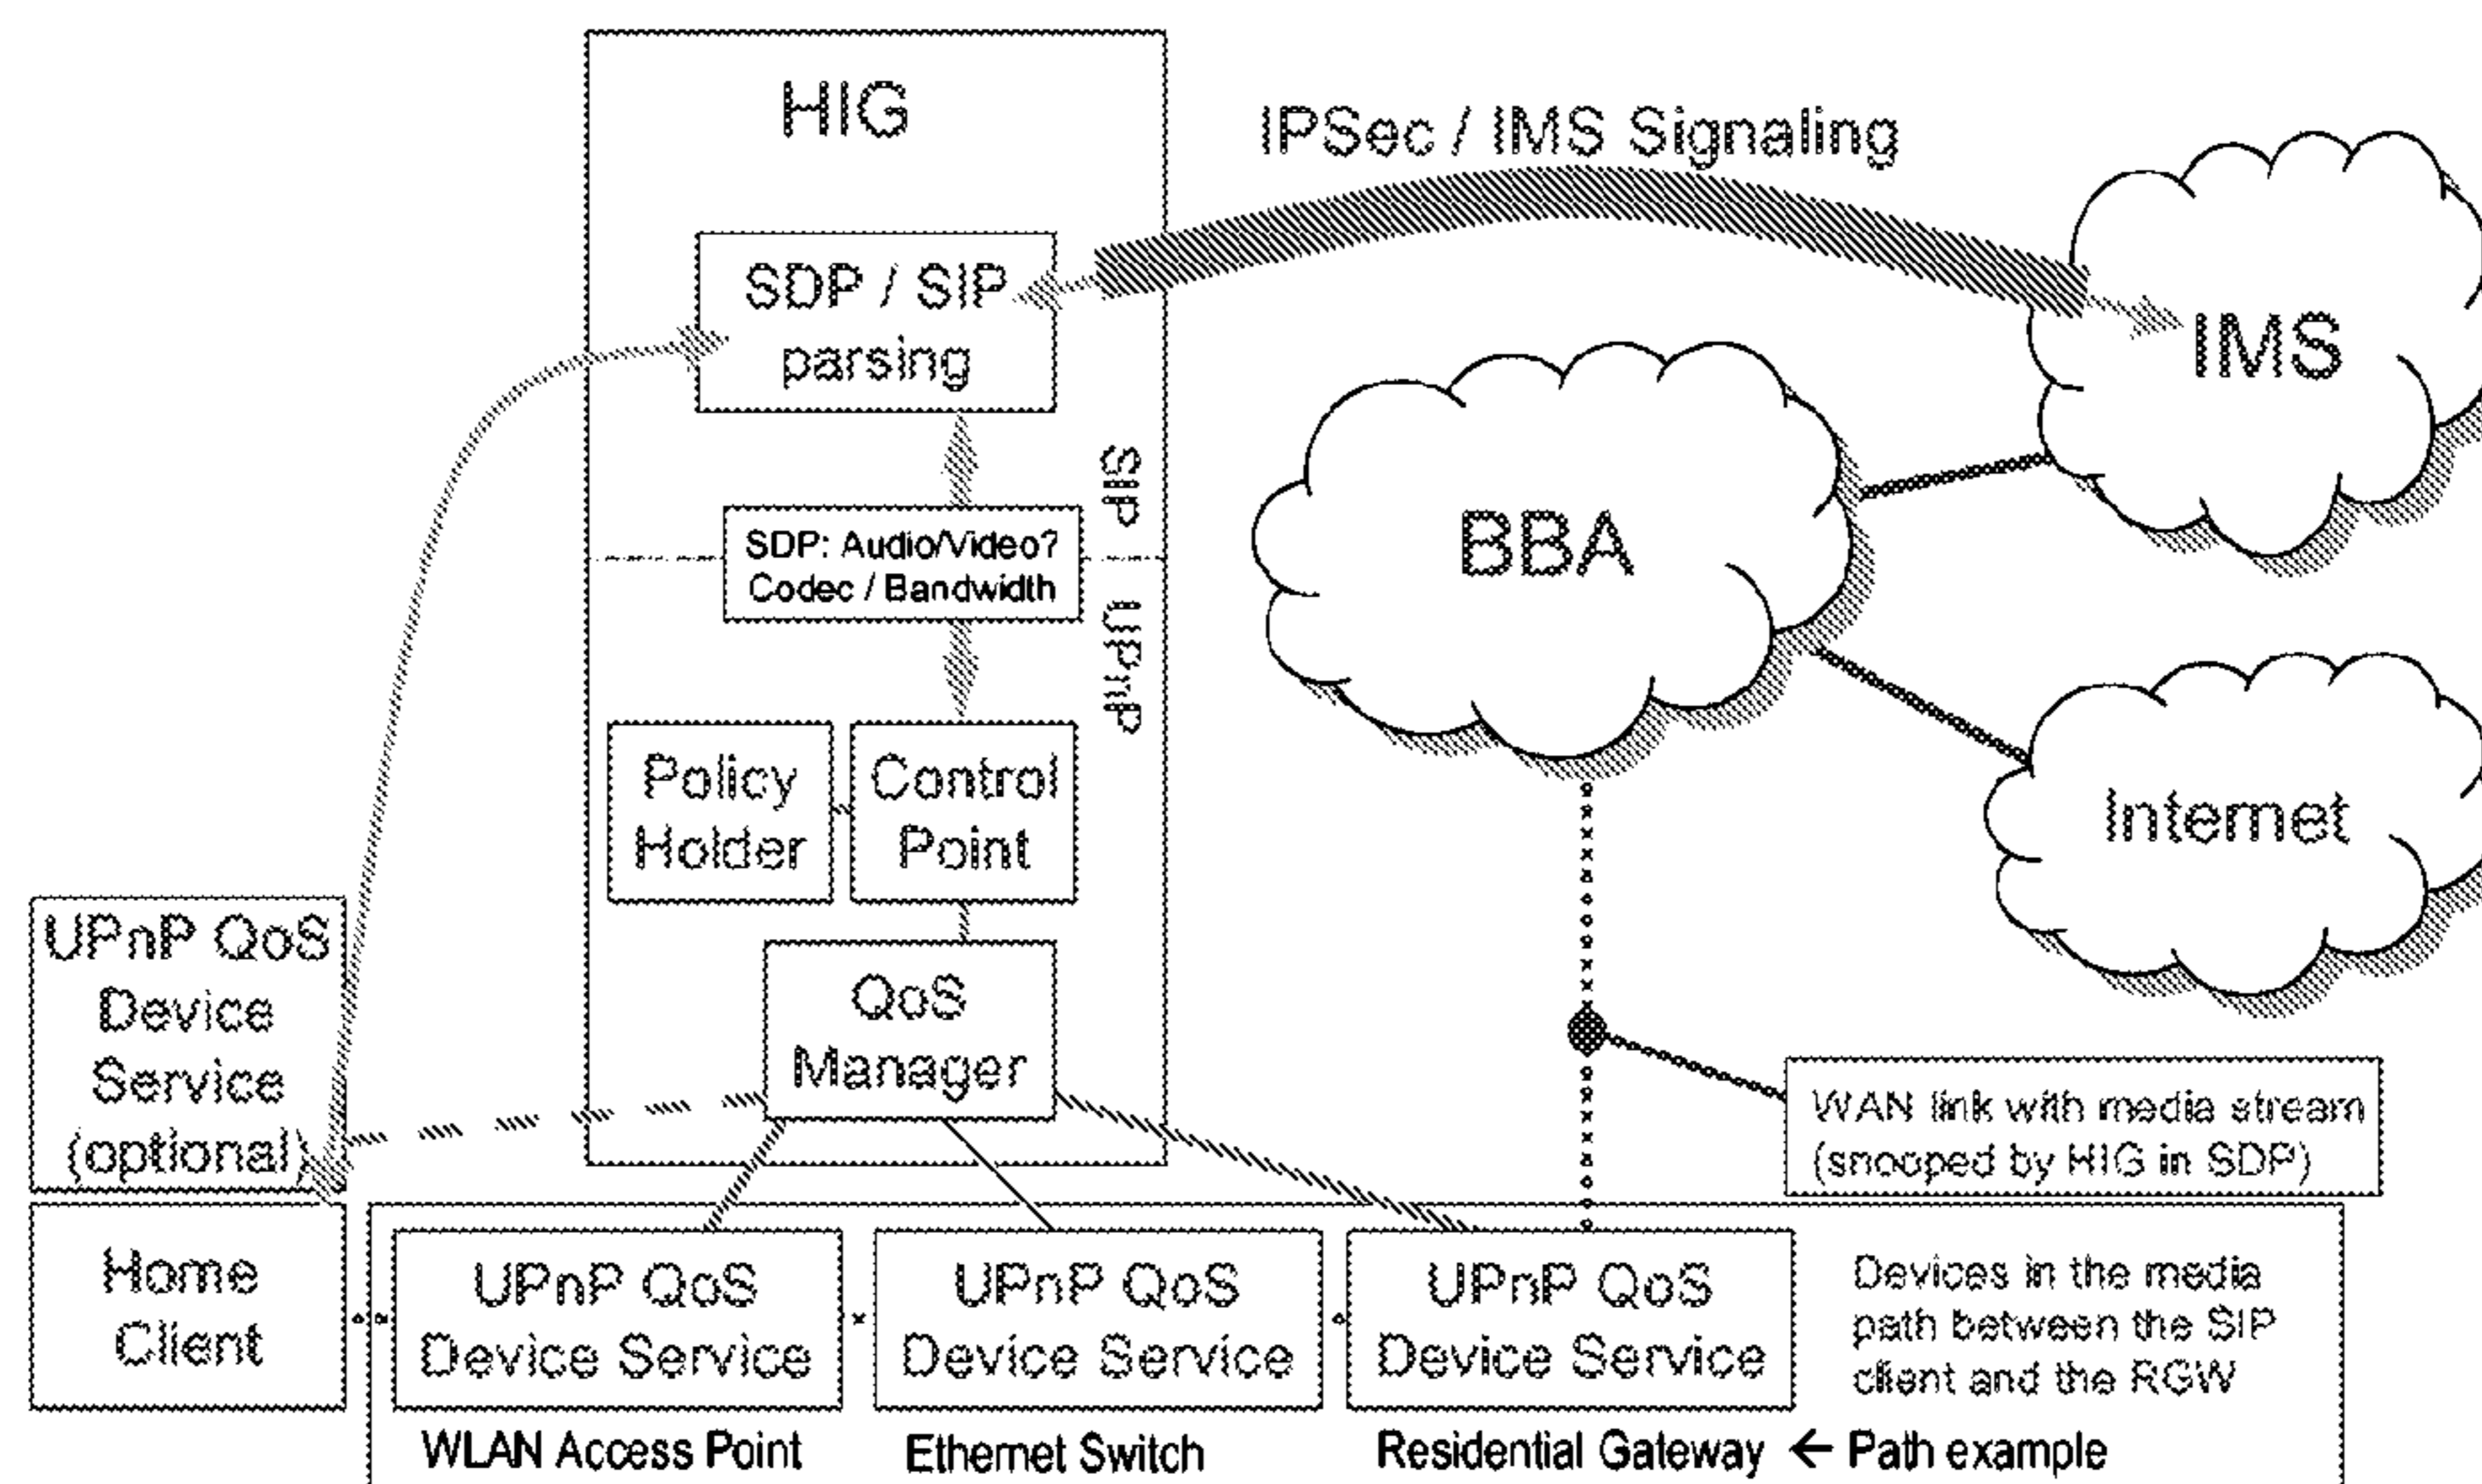 HIG
IPSec / IMS Signaling
SDP / SIP
parsing
IMS
SIP
SDP: Audio/Video?
Codec / Bandwidth
BBA
UPnP
Policy
Holder
Control
Point
Internet
UPnP QoS
Device
Service
(optional)
QoS
Manager
WAN link with media stream
(snooped by HIG in SDP)
Home
Client
UPnP QoS
Device Service
UPnP QoS
Device Service
UPnP QoS
Device Service
Devices in the media
path between the SIP
client and the RGW
WLAN Access Point
Ethernet Switch
Residential Gateway ← Path example